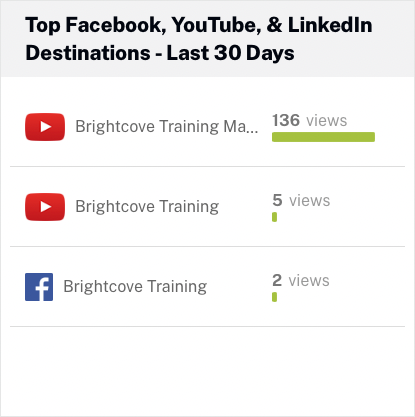 Top Facebook, YouTube, & LinkedIn
Destinations - Last 30 Days
Brightcove Training Ma...
136 views
Brightcove Training
5 views
Brightcove Training
2 views